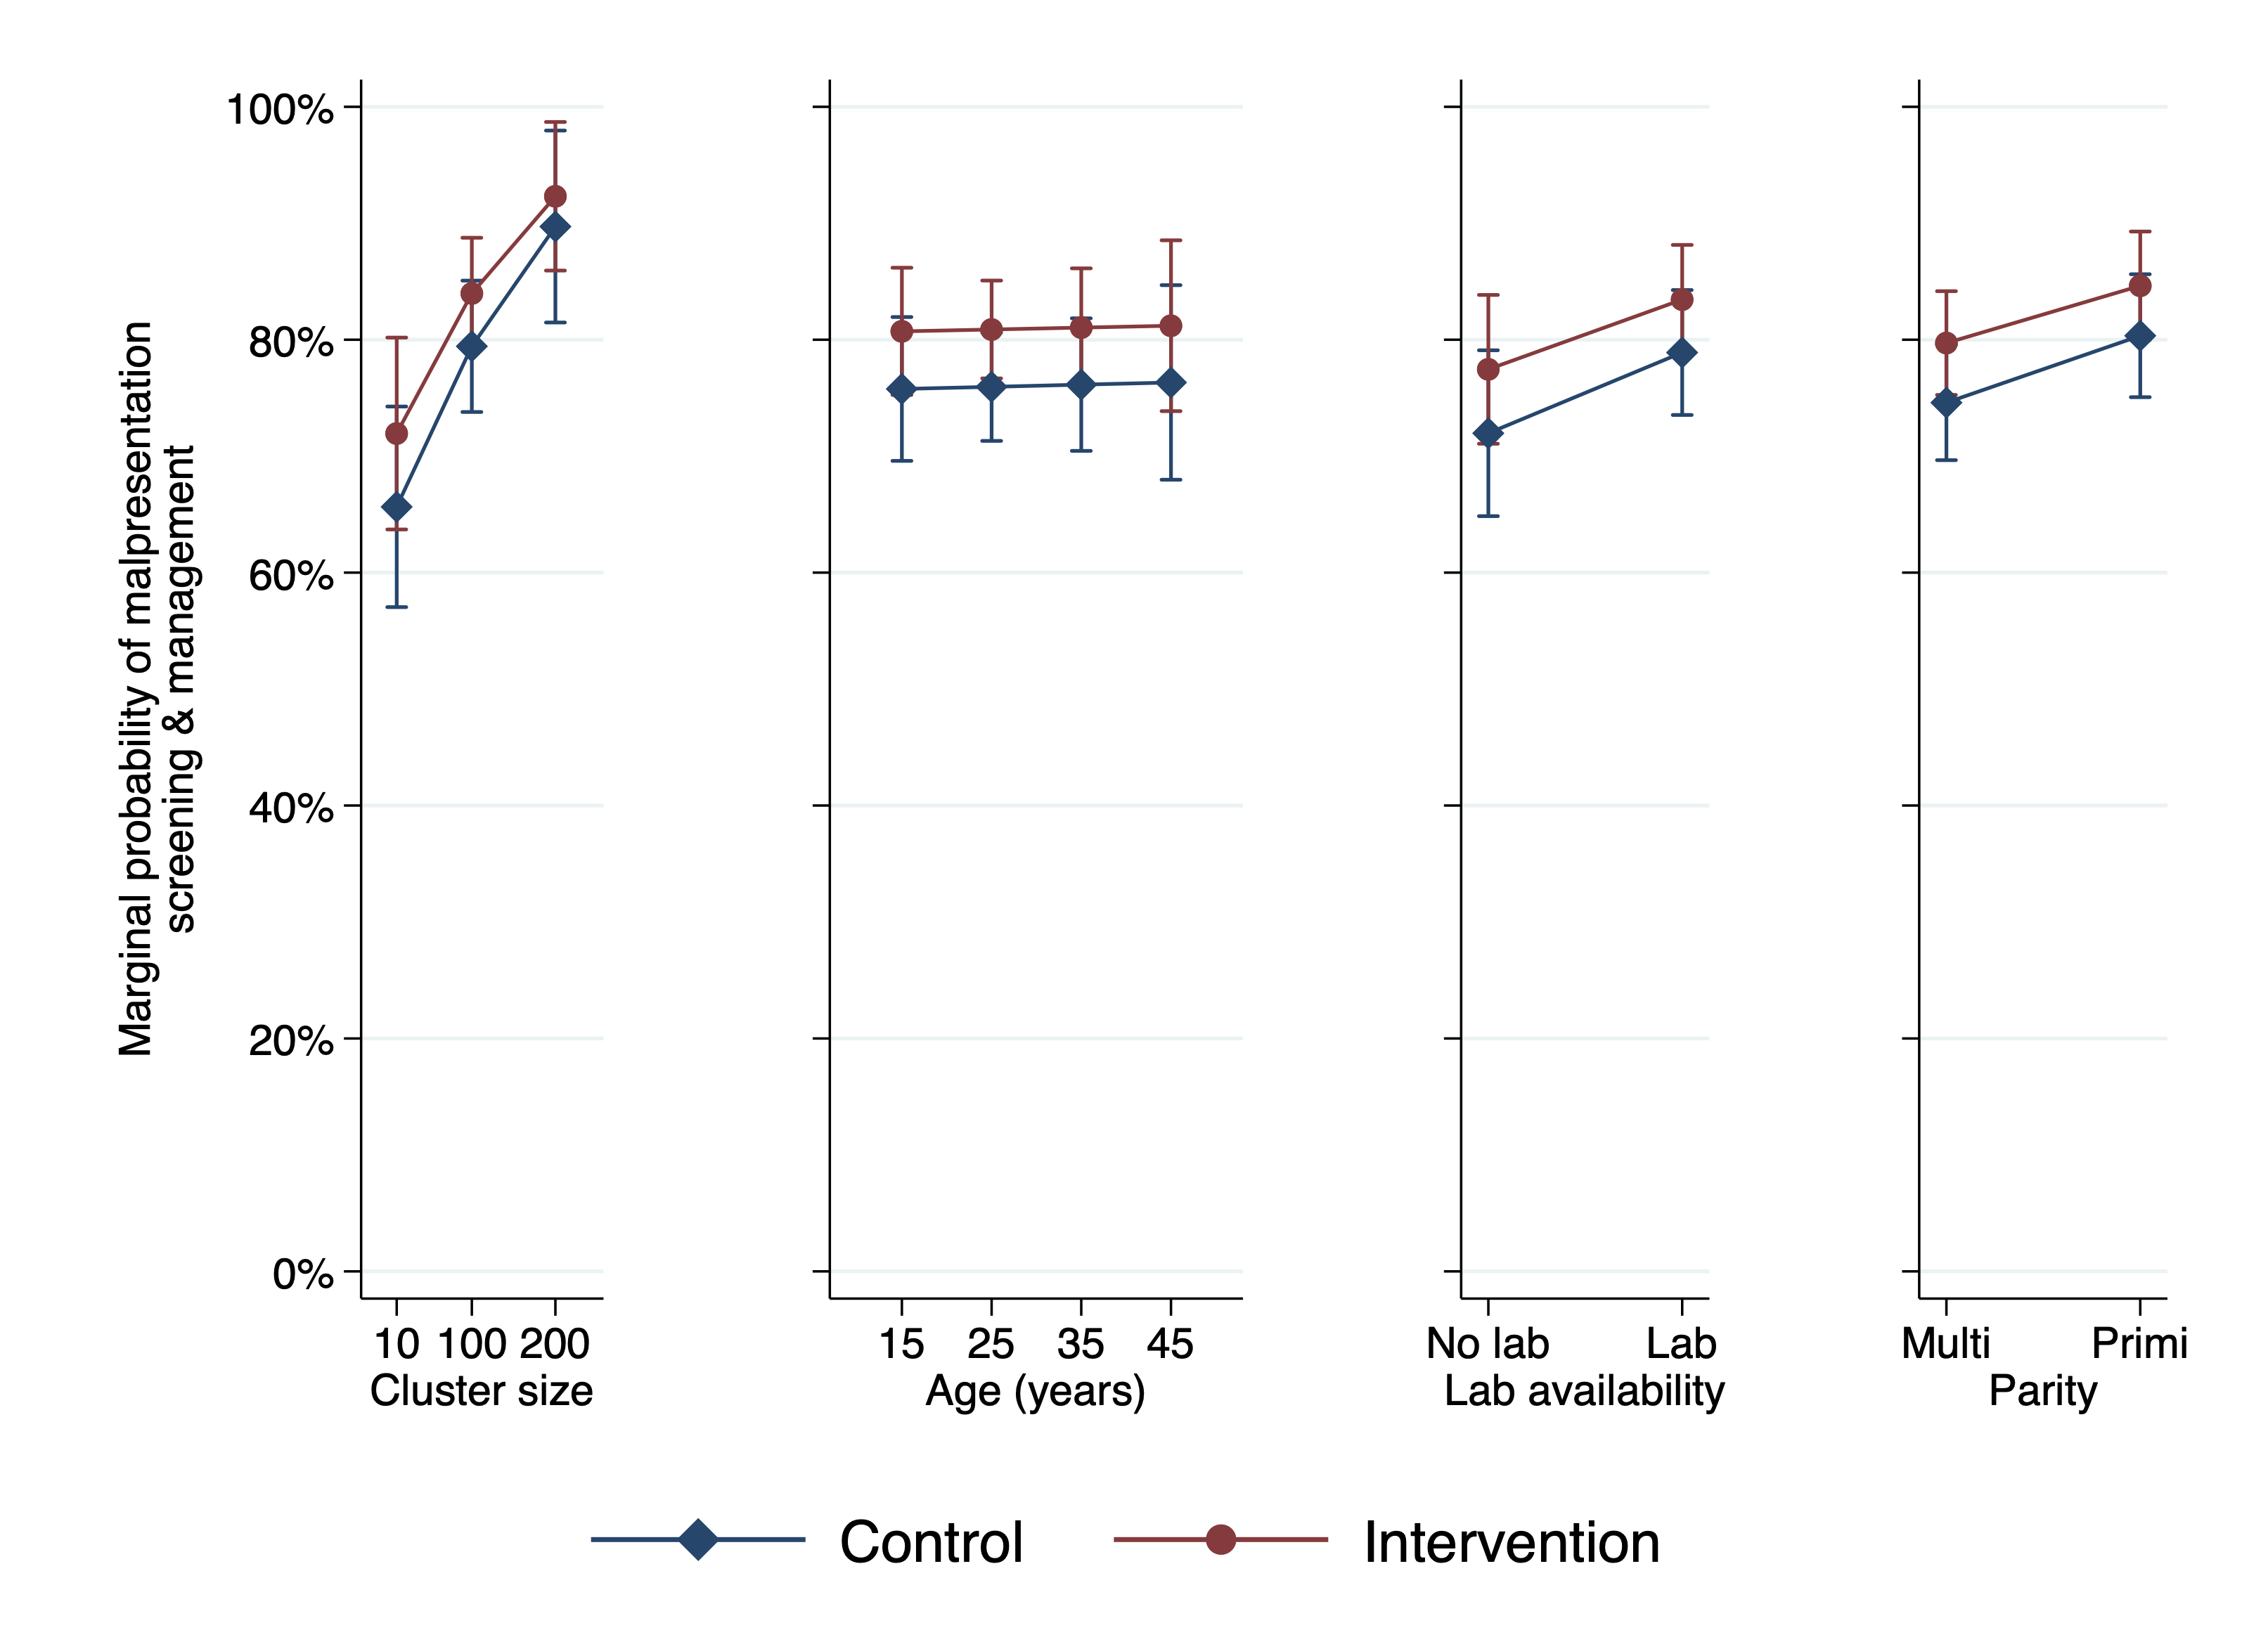 Marginal probability of malpresentation
screening & management
100%
80%
60%
40%
20%
0%
10 100 200
Cluster size
15 25 35 45
Age (years)
No lab Lab
Lab availability
Multi Primi
Parity
Control Intervention